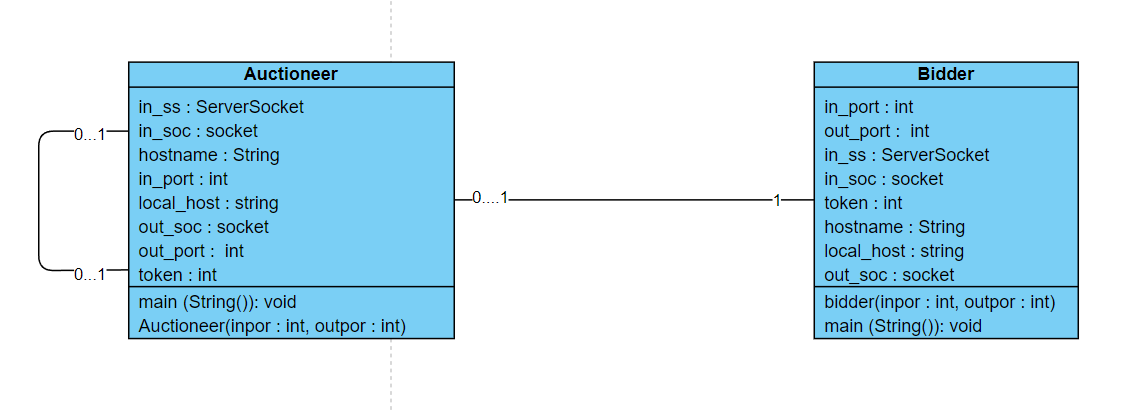 Auctioneer
in_ss : ServerSocket
in_soc : socket
hostname : String
in_port : int
local_host : string
out_soc : socket
out_port :  int
token : int
main (String()): void
Auctioneer(inpor : int, outpor : int)
0...1
0...1
0....1
1
Bidder
in_port : int
out_port :  int
in_ss : ServerSocket
in_soc : socket
token : int
hostname : String
local_host : string
out_soc : socket
bidder(inpor : int, outpor : int)
main (String()): void